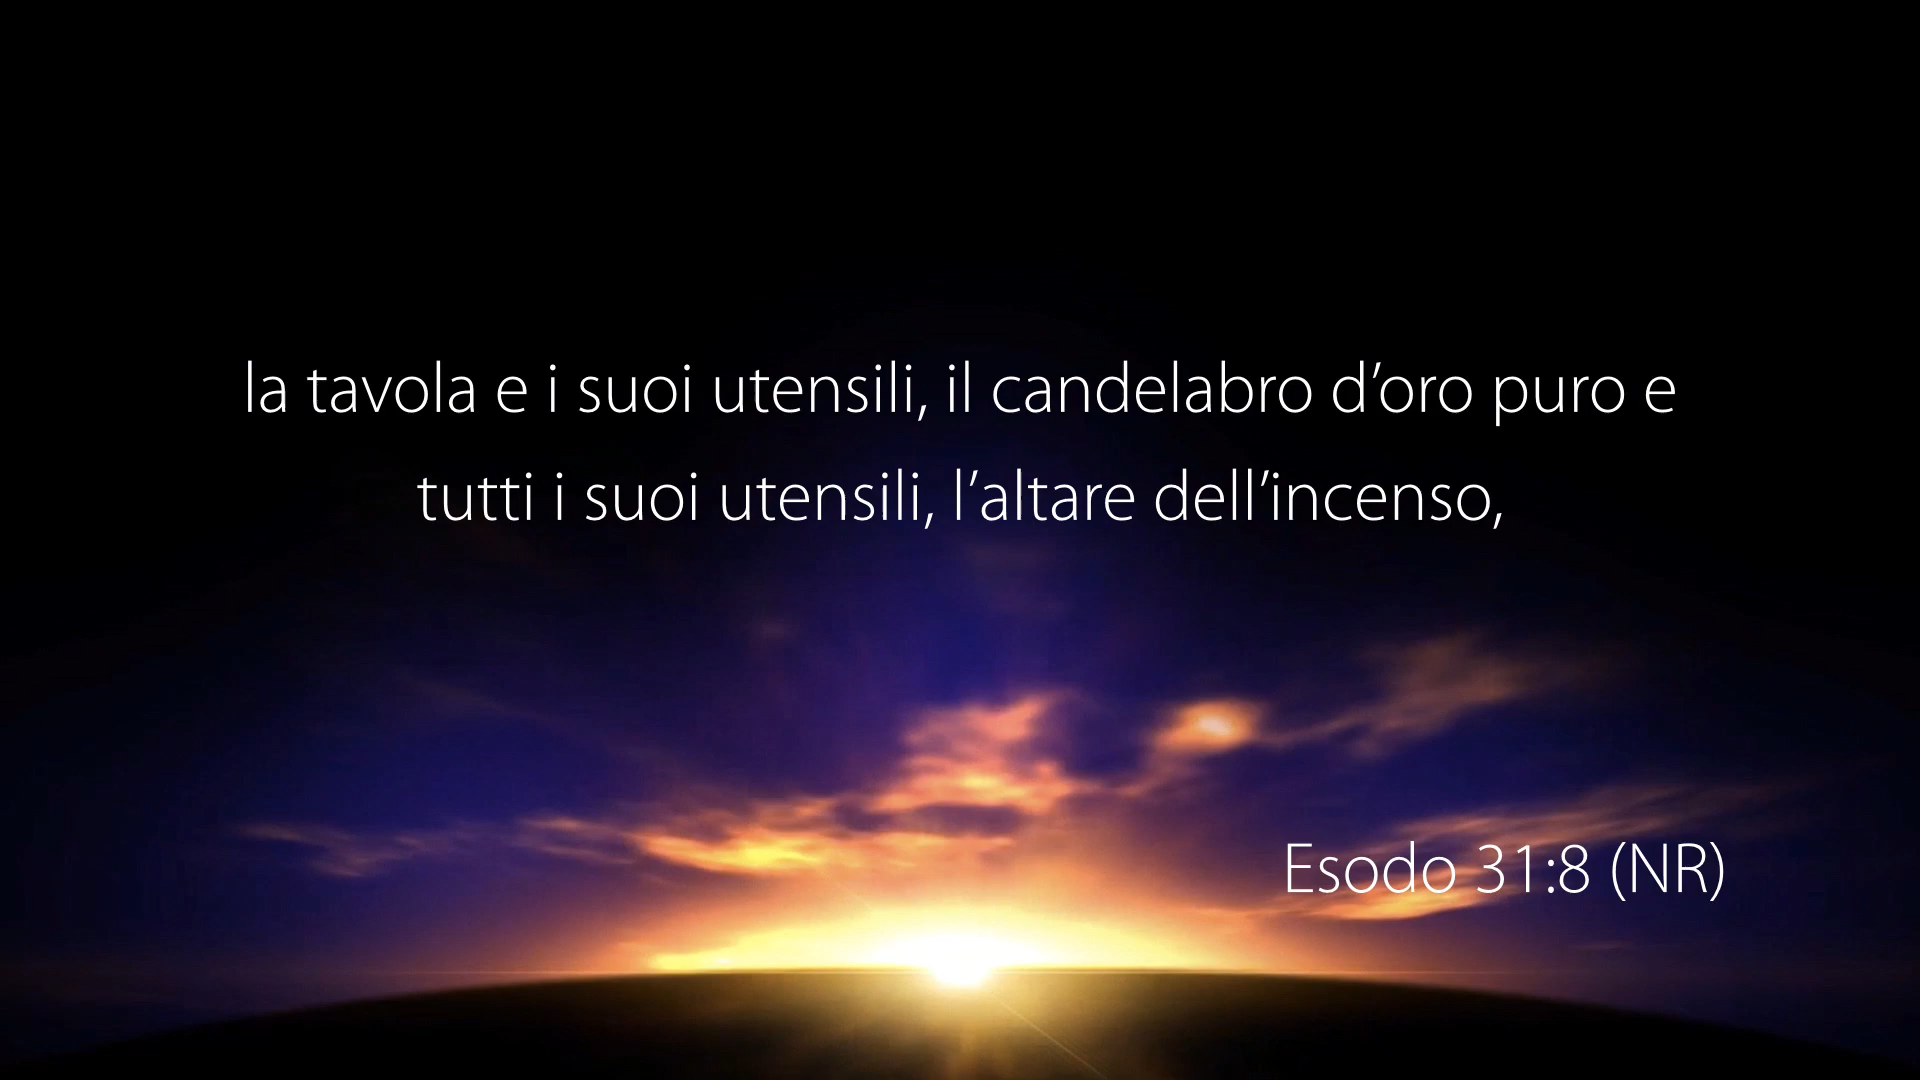 la tavola e i suoi utensili, il candelabro d’oro puro e
tutti i suoi utensili, l’altare dell’incenso,
Esodo 31:8 (NR)